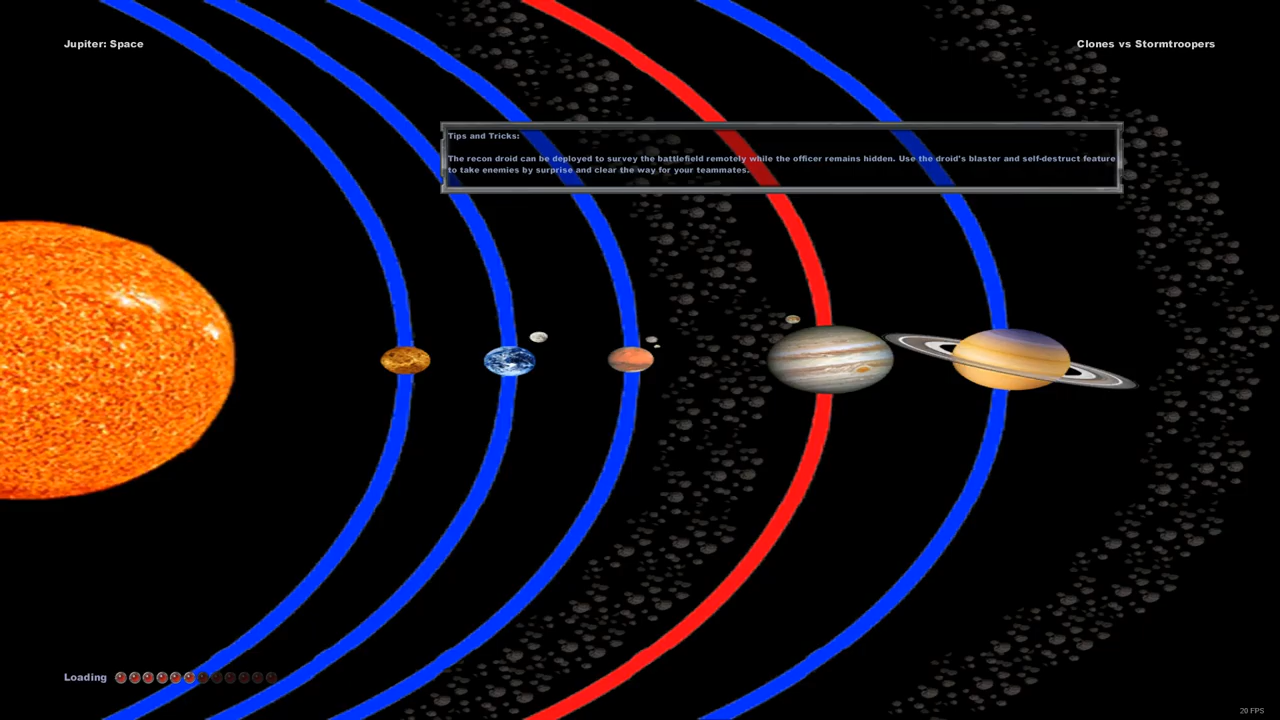 Jupiter: Space
Clones vs Stormtroopers
Tips and Tricks:
The recon droid can be deployed to survey the battlefield remotely while the officer remains hidden. Use the droid's blaster and self-destruct feature
to take enemies by surprise and clear the way for your teammates.
Loading
20 FPS